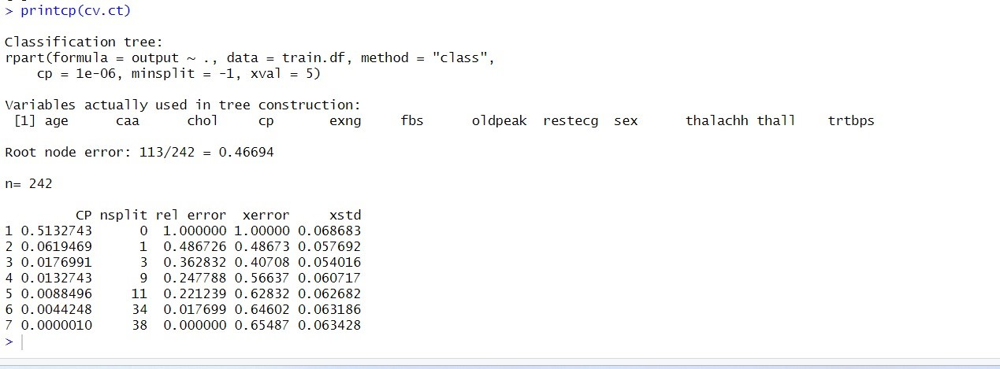 > printcp(cv.ct)
Classification tree:
rpart(formula = output ~ ., data = train.df, method = "class",
    cp = 1e-06, minsplit = -1, xval = 5)
Variables actually used in tree construction:
 [1] age      caa      chol     cp       exng     fbs      oldpeak  restecg  sex      thalachh thall    trtbps
Root node error: 113/242 = 0.46694
n= 242
         CP nsplit rel error  xerror     xstd
1 0.5132743      0  1.000000 1.00000 0.068683
2 0.0619469      1  0.486726 0.48673 0.057692
3 0.0176991      3  0.362832 0.40708 0.054016
4 0.0132743      9  0.247788 0.56637 0.060717
5 0.0088496     11  0.221239 0.62832 0.062682
6 0.0044248     34  0.017699 0.64602 0.063186
7 0.0000010     38  0.000000 0.65487 0.063428
>